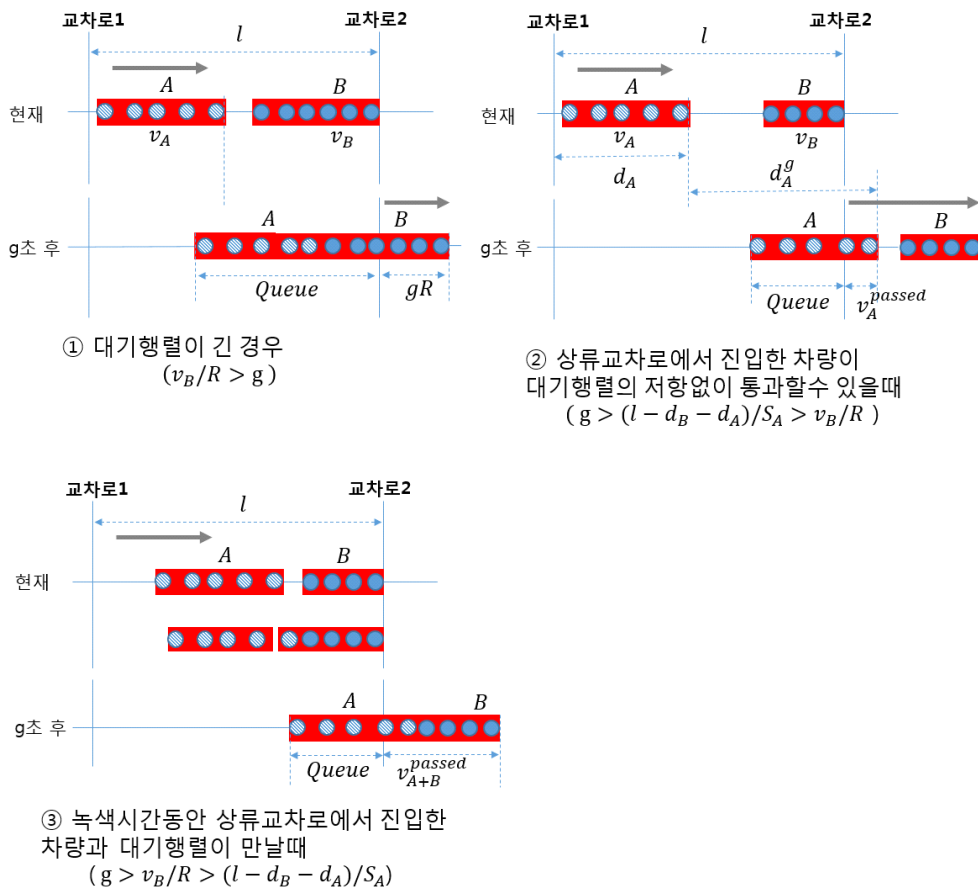 교차로1 교차로2
l
A B
현재
v_A v_B
A B
g초 후
Queue gR
① 대기행렬이 긴 경우
(v_B/R > g )
교차로1 교차로2
l
A B
현재
v_A v_B
d_A d_A^g
A B
g초 후
Queue v_A^passed
② 상류교차로에서 진입한 차량이
대기행렬의 저항없이 통과할수 있을때
( g > (l − d_B − d_A)/S_A > v_B/R )
교차로1 교차로2
l
A B
현재
A B
g초 후
Queue v_A+B^passed
③ 녹색시간동안 상류교차로에서 진입한
차량과 대기행렬이 만날때
( g > v_B/R > (l − d_B − d_A)/S_A)